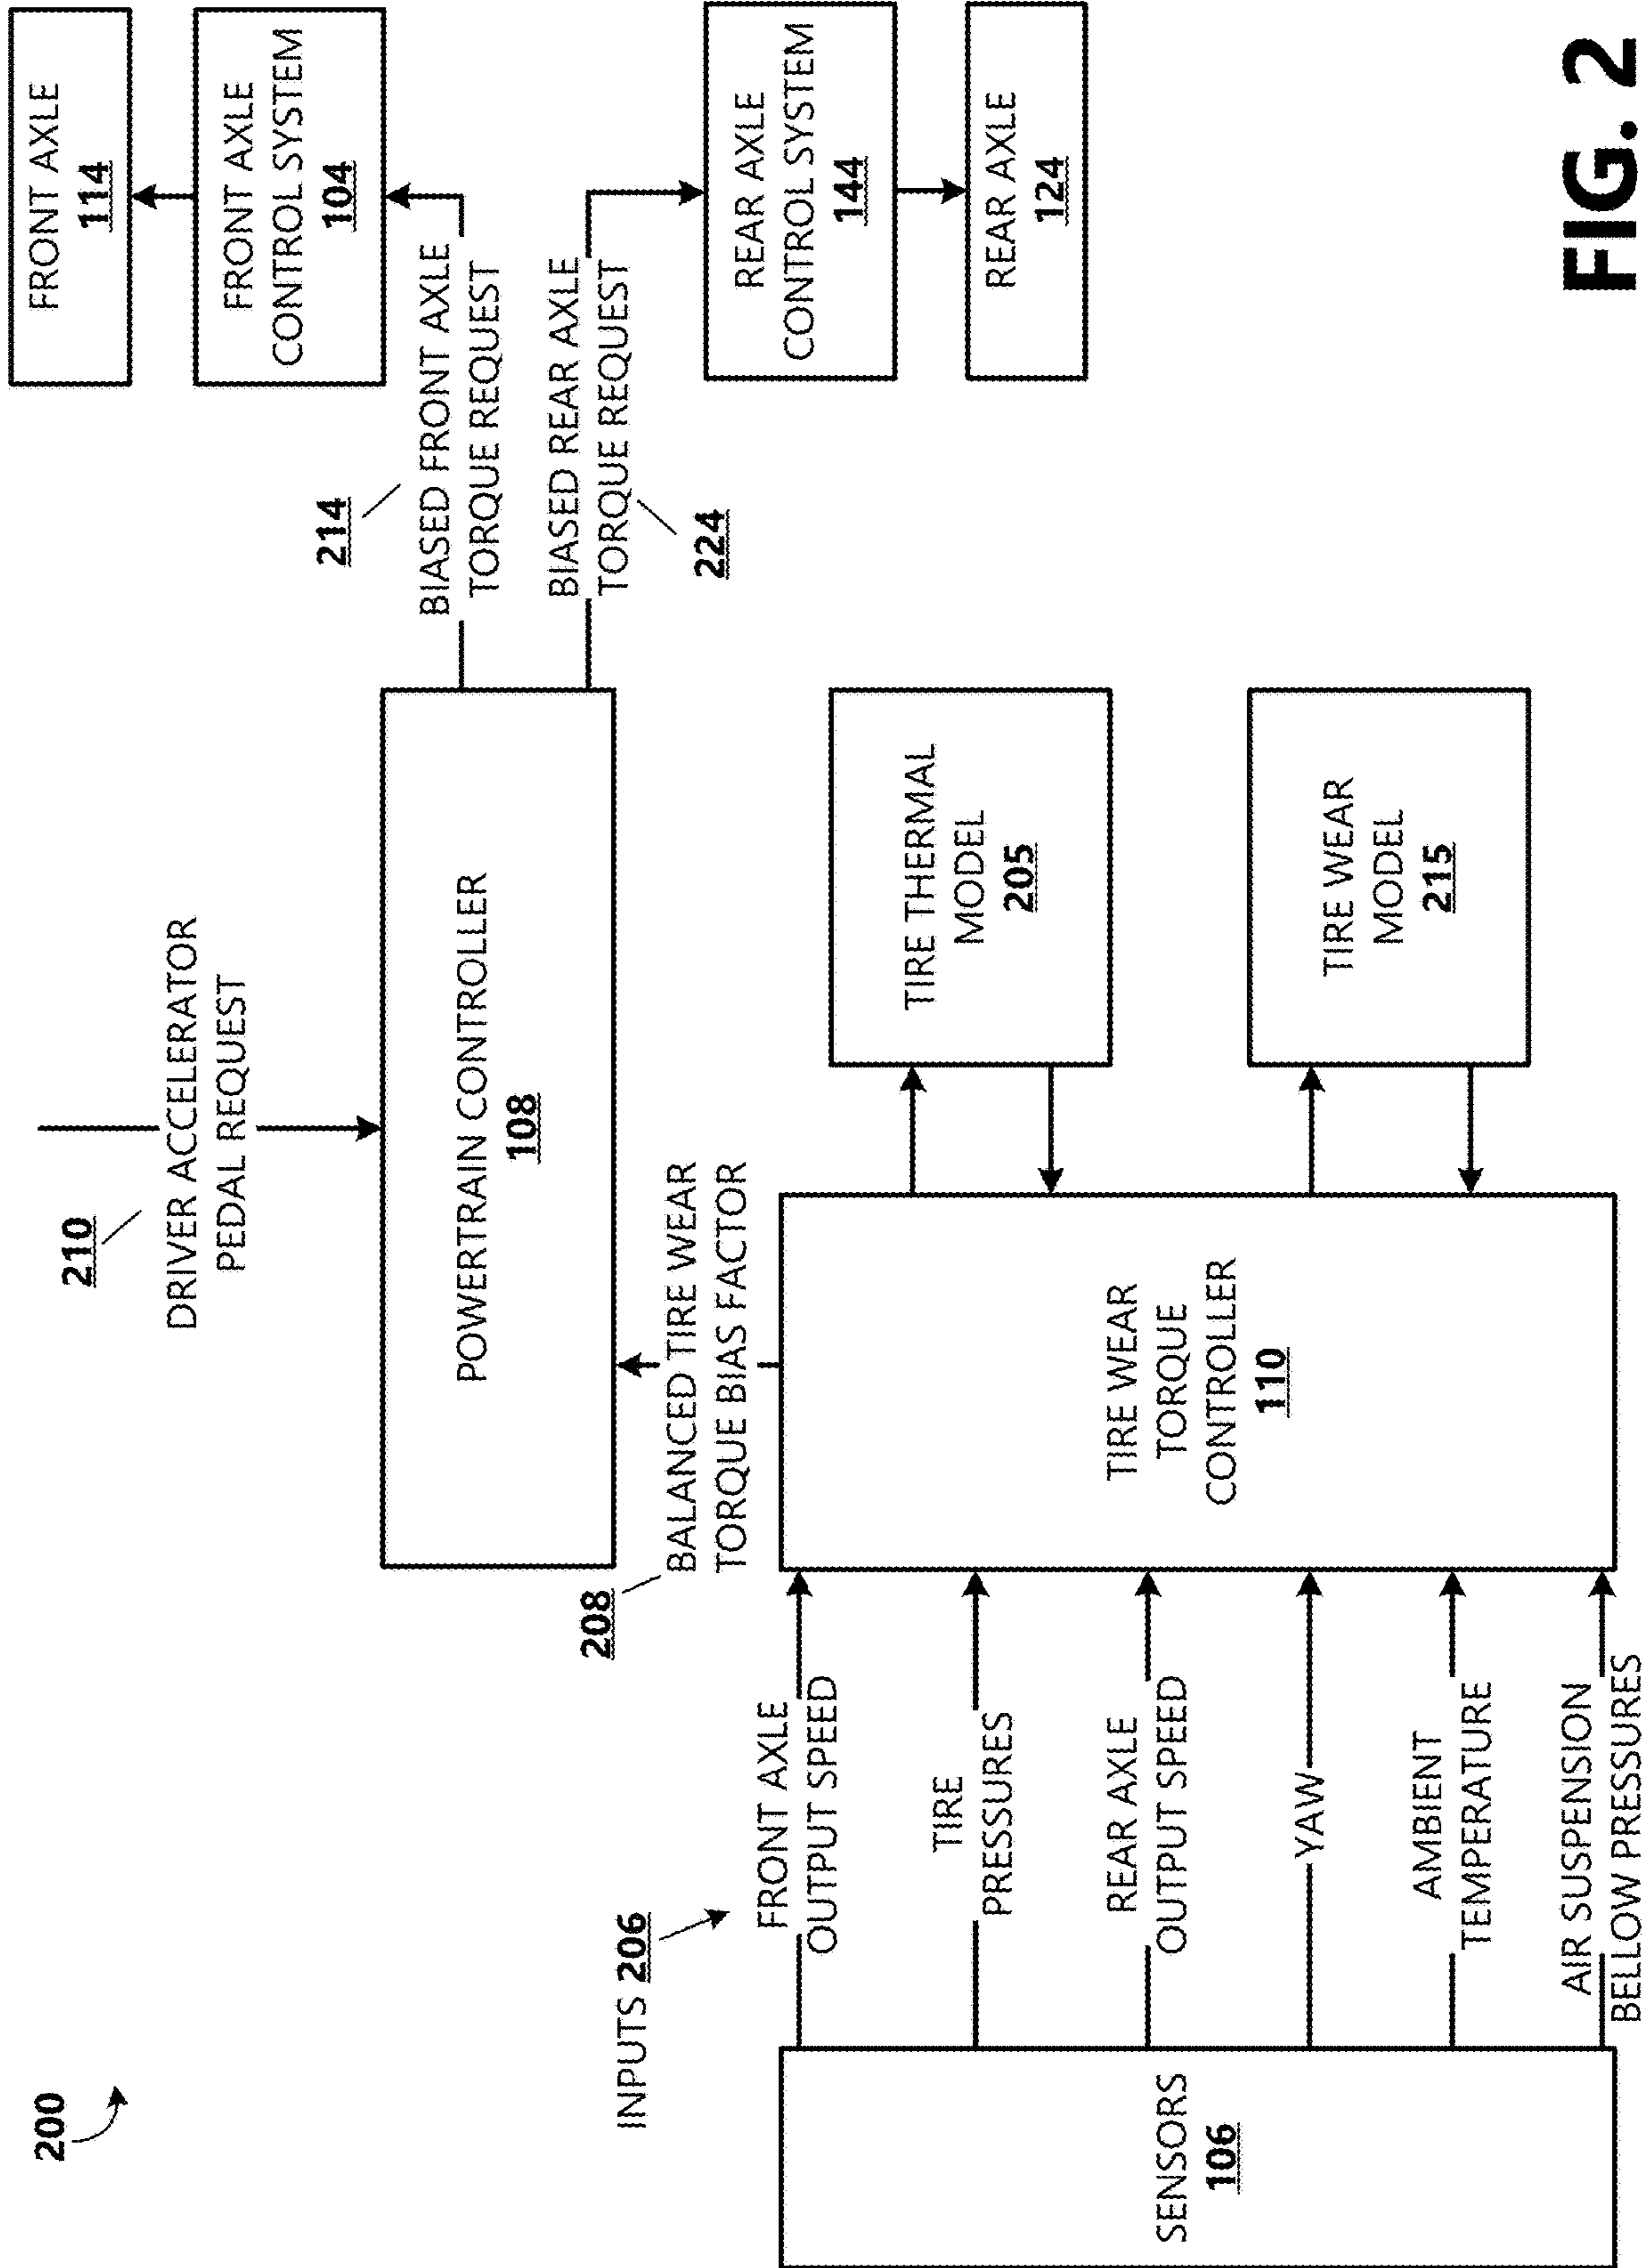 200
210
DRIVER ACCELERATOR
PEDAL REQUEST
POWERTRAIN CONTROLLER
108
FRONT AXLE
114
FRONT AXLE
CONTROL SYSTEM
104
214
BIASED FRONT AXLE
TORQUE REQUEST
BIASED REAR AXLE
TORQUE REQUEST
224
REAR AXLE
CONTROL SYSTEM
144
REAR AXLE
124
208
BALANCED TIRE WEAR
TORQUE BIAS FACTOR
INPUTS 206
SENSORS
106
FRONT AXLE
OUTPUT SPEED
TIRE
PRESSURES
REAR AXLE
OUTPUT SPEED
YAW
AMBIENT
TEMPERATURE
AIR SUSPENSION
BELLOW PRESSURES
TIRE WEAR
TORQUE
CONTROLLER
110
TIRE THERMAL
MODEL
205
TIRE WEAR
MODEL
215
FIG. 2